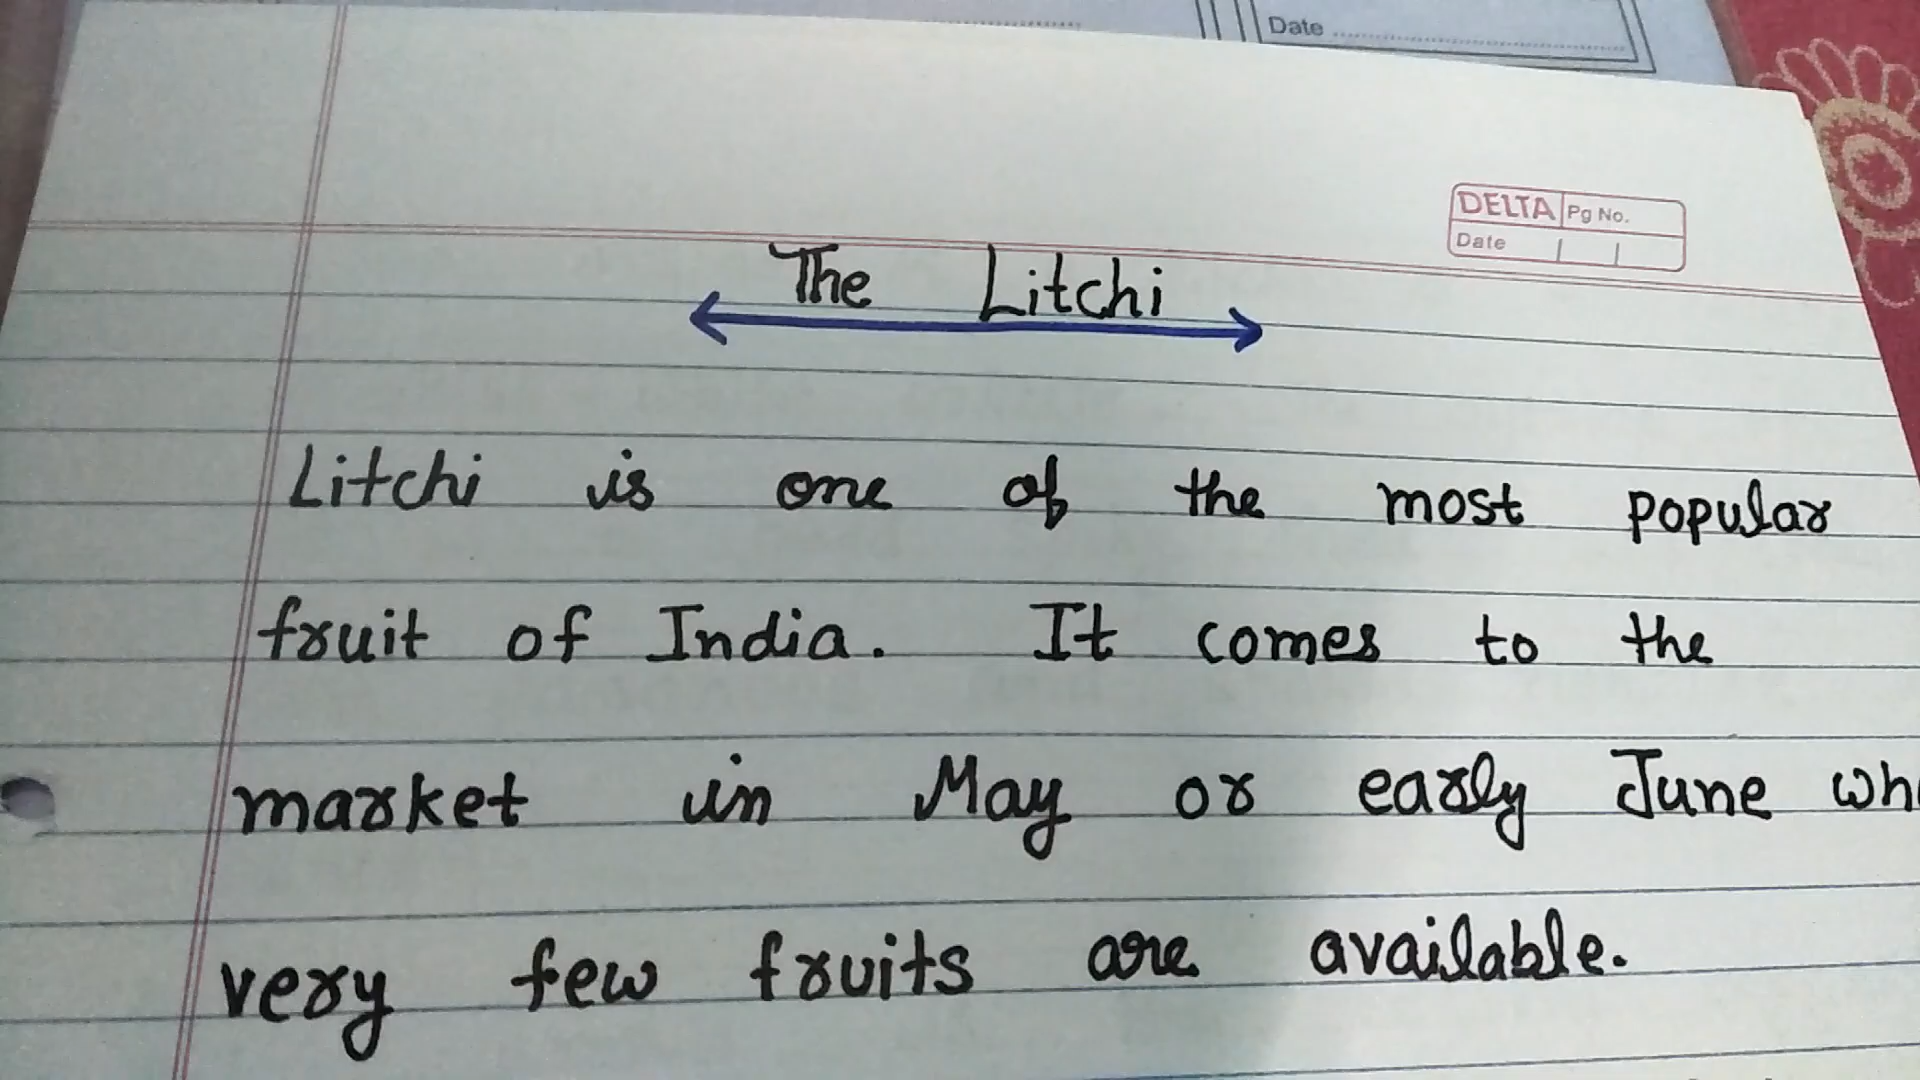 Date
DELTA Pg No.
Date
The Litchi
Litchi is one of the most popular
fruit of India. It comes to the
market in May or early June wh
very few fruits are available.